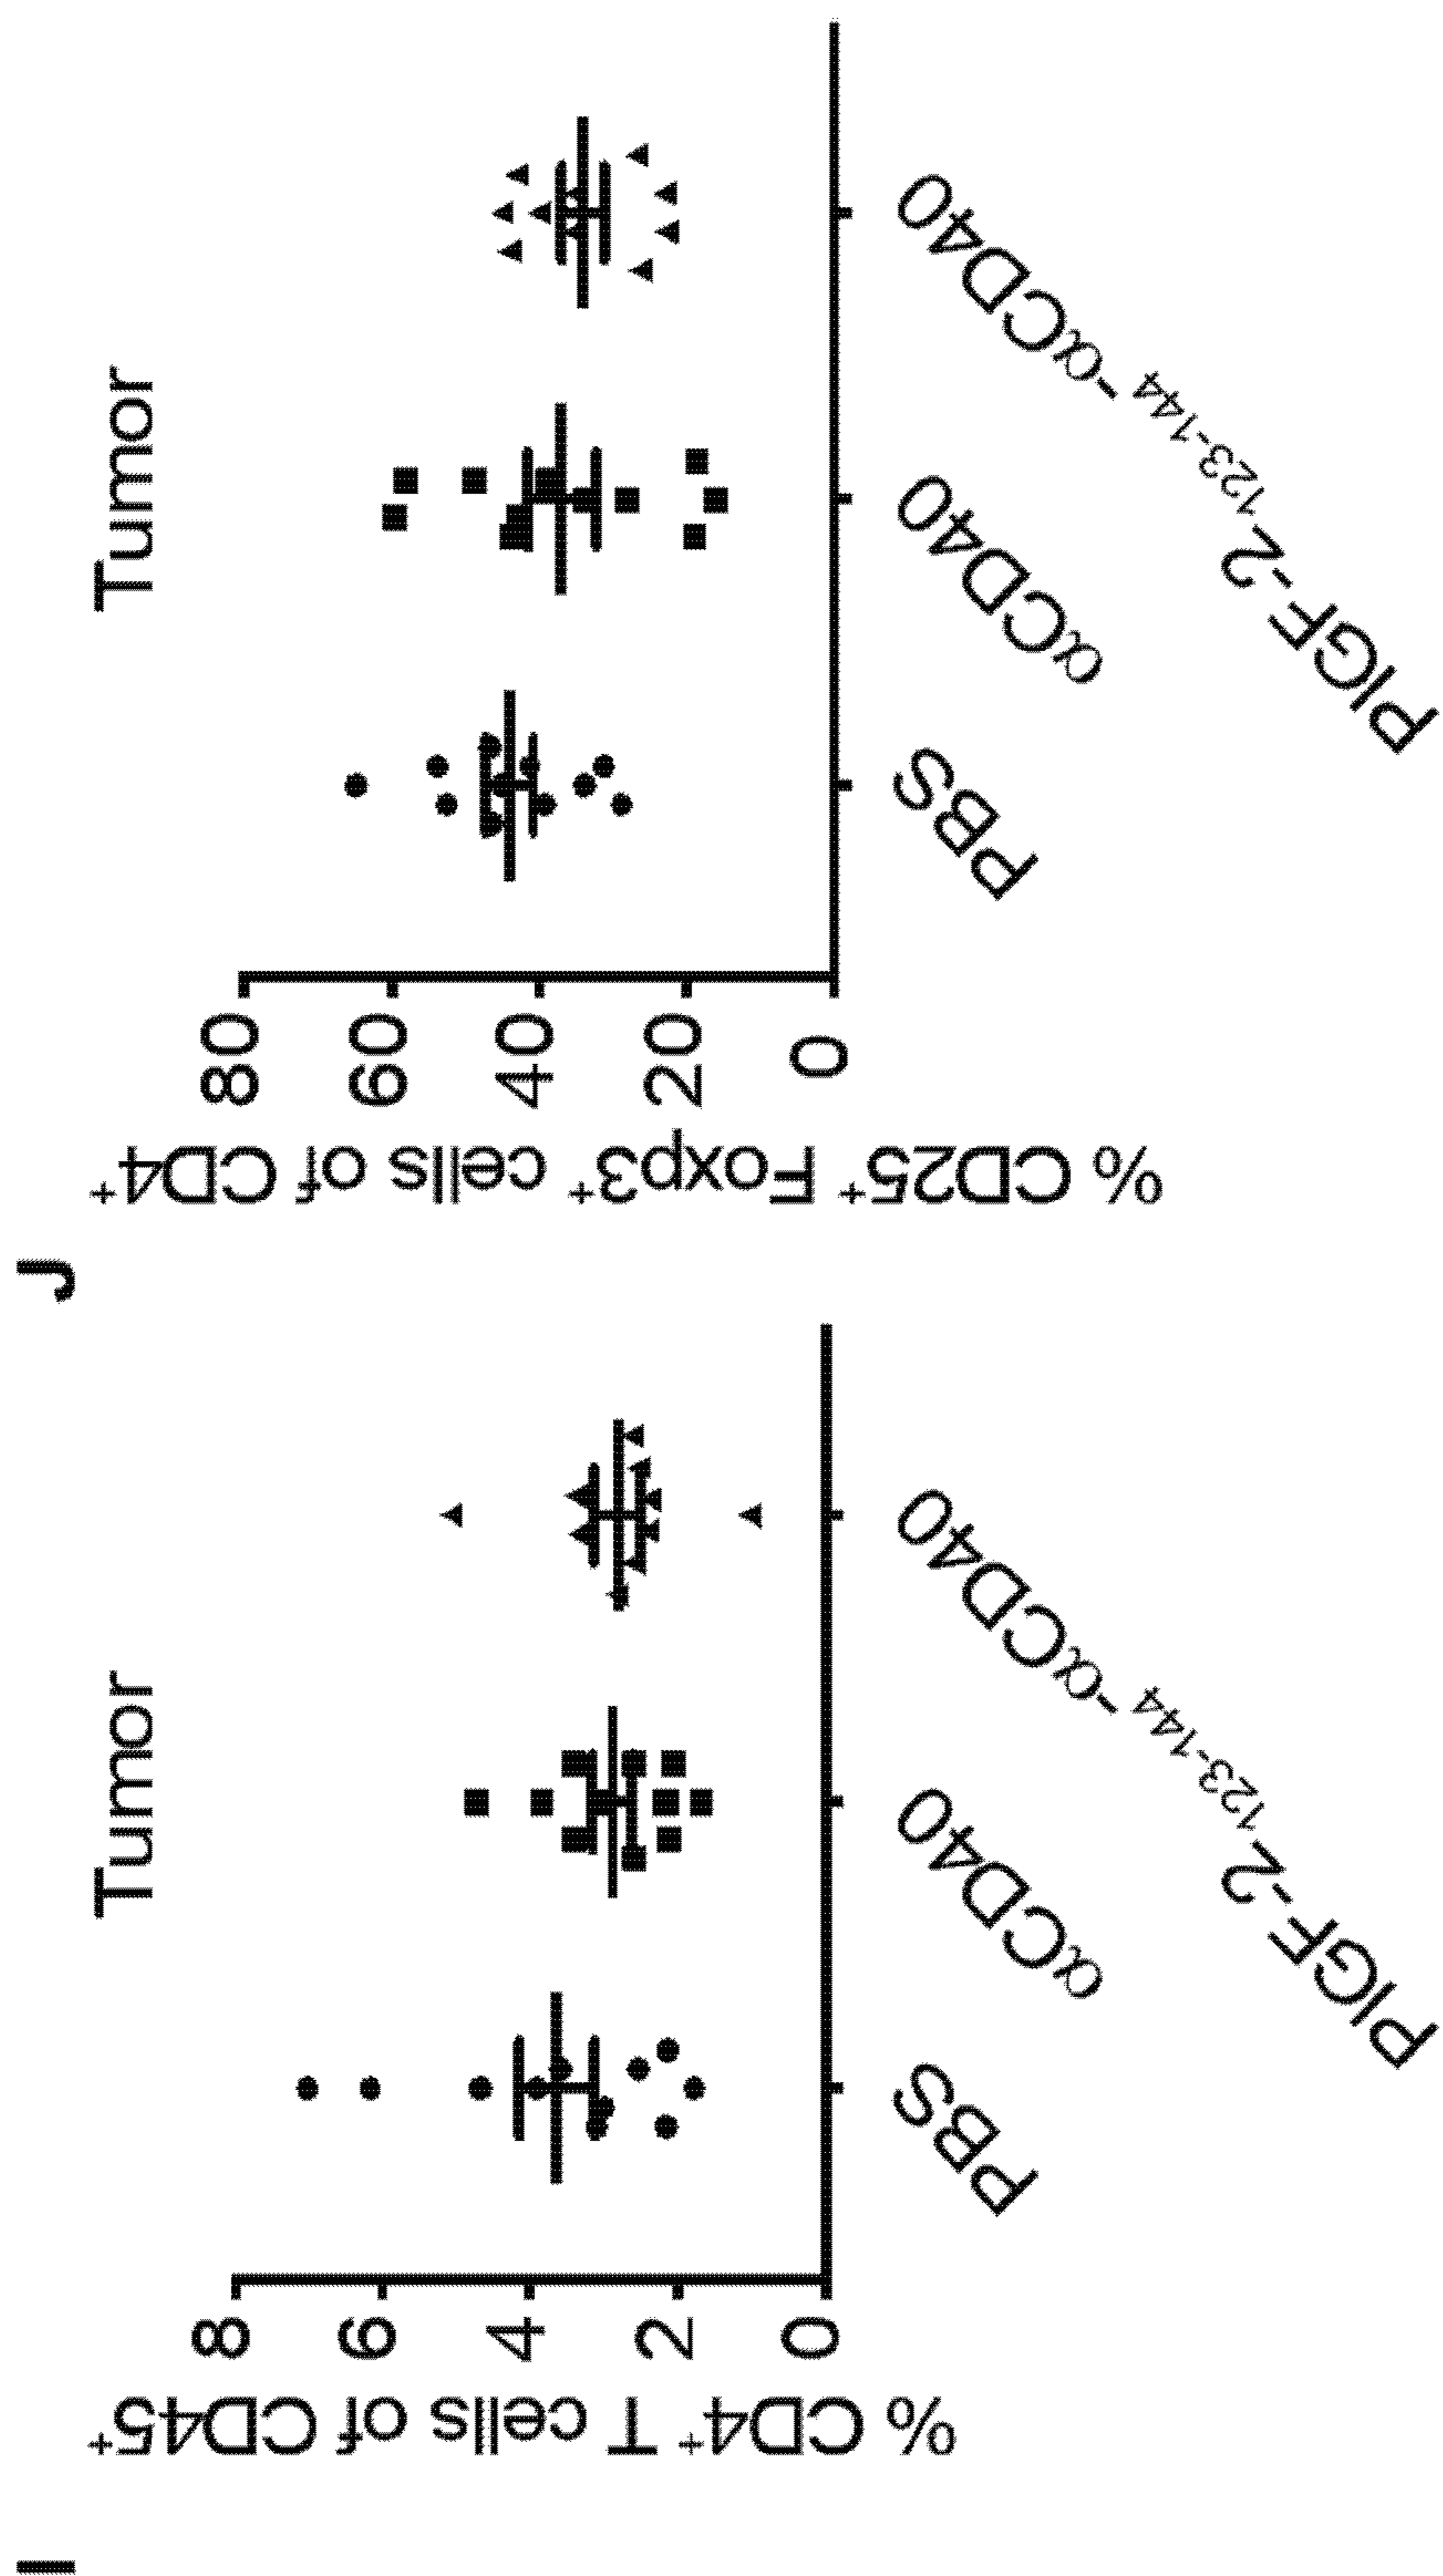 I
Tumor
% CD4⁺ T cells of CD45⁺
8
6
4
2
0
PBS
αCD40
PlGF-2₁₂₃₋₁₄₄-αCD40
J
Tumor
% CD25⁺ Foxp3⁺ cells of CD4⁺
80
60
40
20
0
PBS
αCD40
PlGF-2₁₂₃₋₁₄₄-αCD40